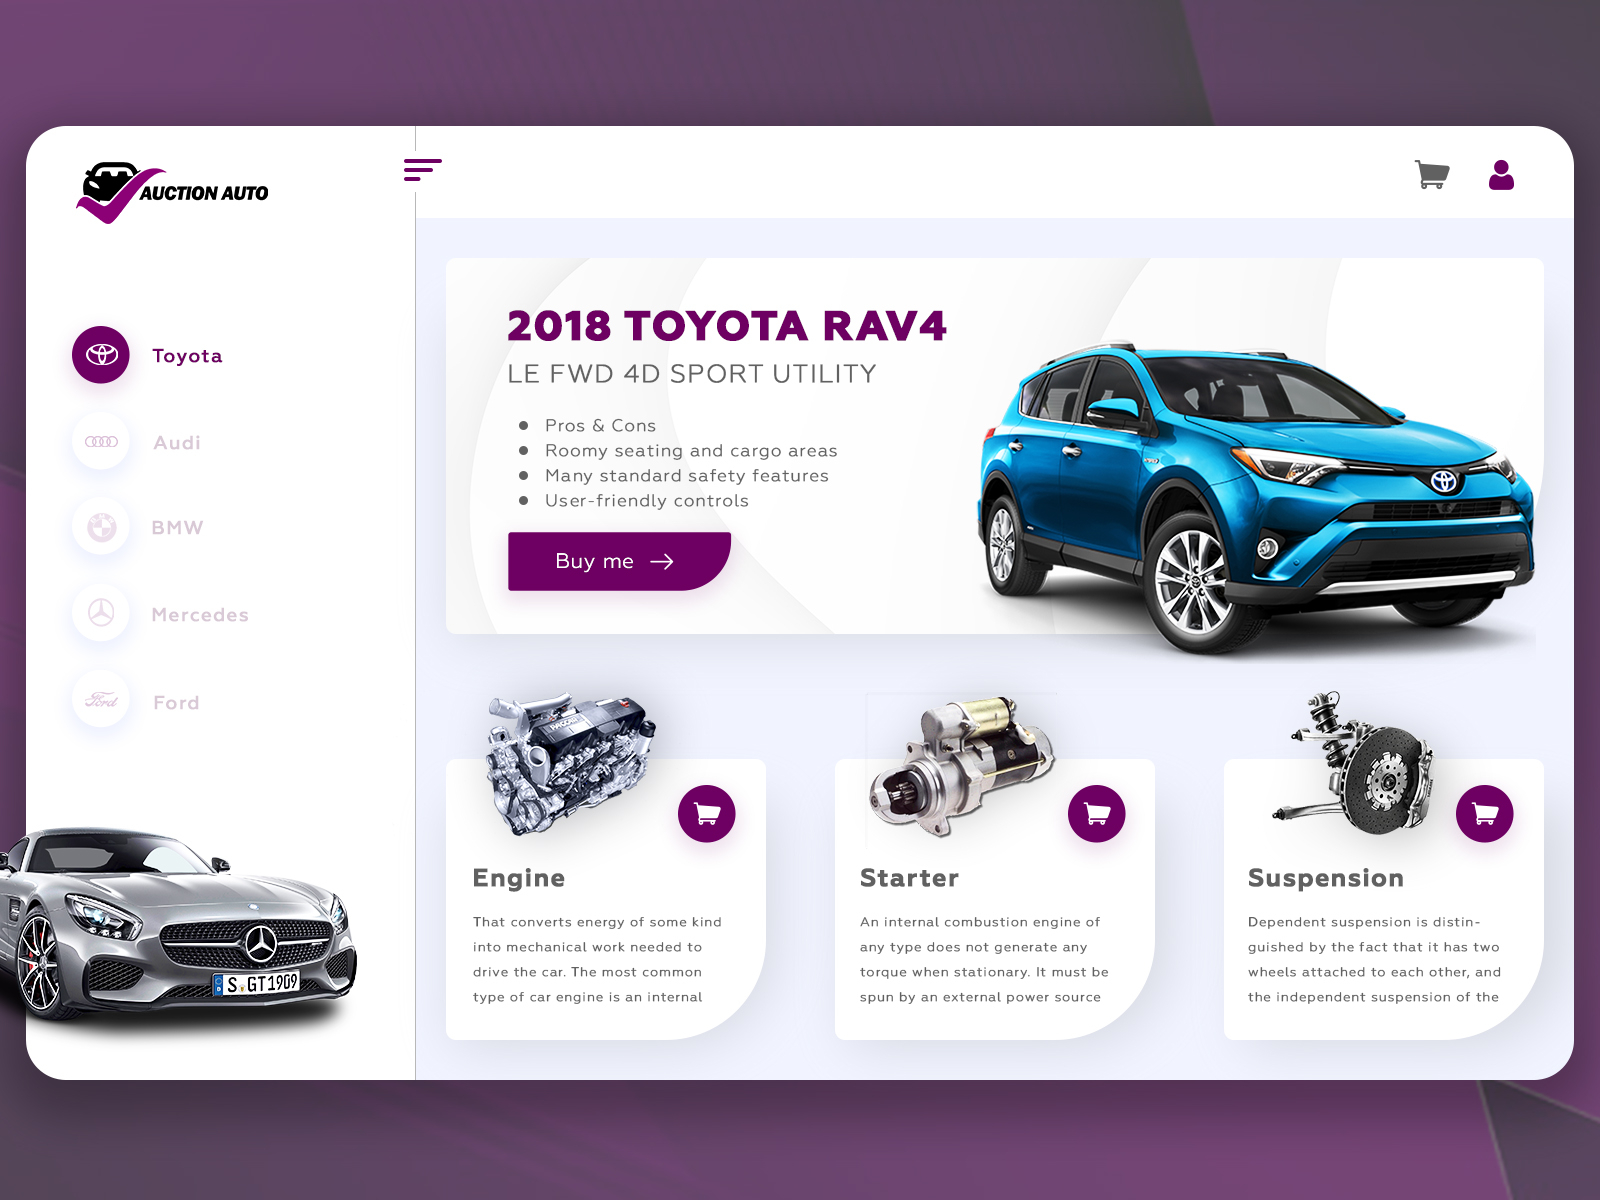 AUCTION AUTO
Toyota
Audi
BMW
Mercedes
Ford
Ford
S GT1909
2018 TOYOTA RAV4
LE FWD 4D SPORT UTILITY
Pros & Cons
Roomy seating and cargo areas
Many standard safety features
User-friendly controls
Buy me
Engine
That converts energy of some kind
into mechanical work needed to
drive the car. The most common
type of car engine is an internal
Starter
An internal combustion engine of
any type does not generate any
torque when stationary. It must be
spun by an external power source
Suspension
Dependent suspension is distin-
guished by the fact that it has two
wheels attached to each other, and
the independent suspension of the